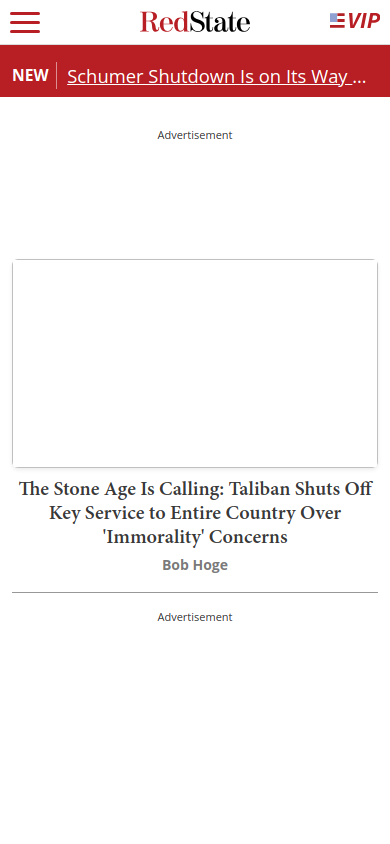 RedState
VIP
NEW
Schumer Shutdown Is on Its Way ...
Advertisement
The Stone Age Is Calling: Taliban Shuts Off
Key Service to Entire Country Over
'Immorality' Concerns
Bob Hoge
Advertisement